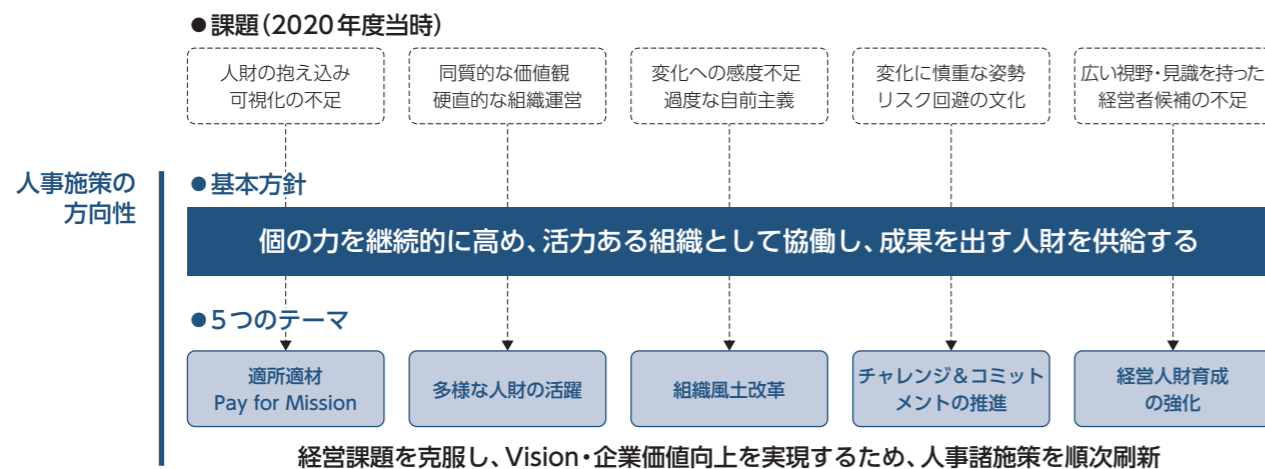 ●課題(2020年度当時)
人財の抱え込み
可視化の不足
同質的な価値観
硬直的な組織運営
変化への感度不足
過度な自前主義
変化に慎重な姿勢
リスク回避の文化
広い視野・見識を持った
経営者候補の不足
人事施策の
方向性
●基本方針
個の力を継続的に高め、活力ある組織として協働し、成果を出す人財を供給する
●5つのテーマ
適所適材
Pay for Mission
多様な人財の活躍
組織風土改革
チャレンジ&コミット
メントの推進
経営人財育成
の強化
経営課題を克服し、Vision・企業価値向上を実現するため、人事諸施策を順次刷新